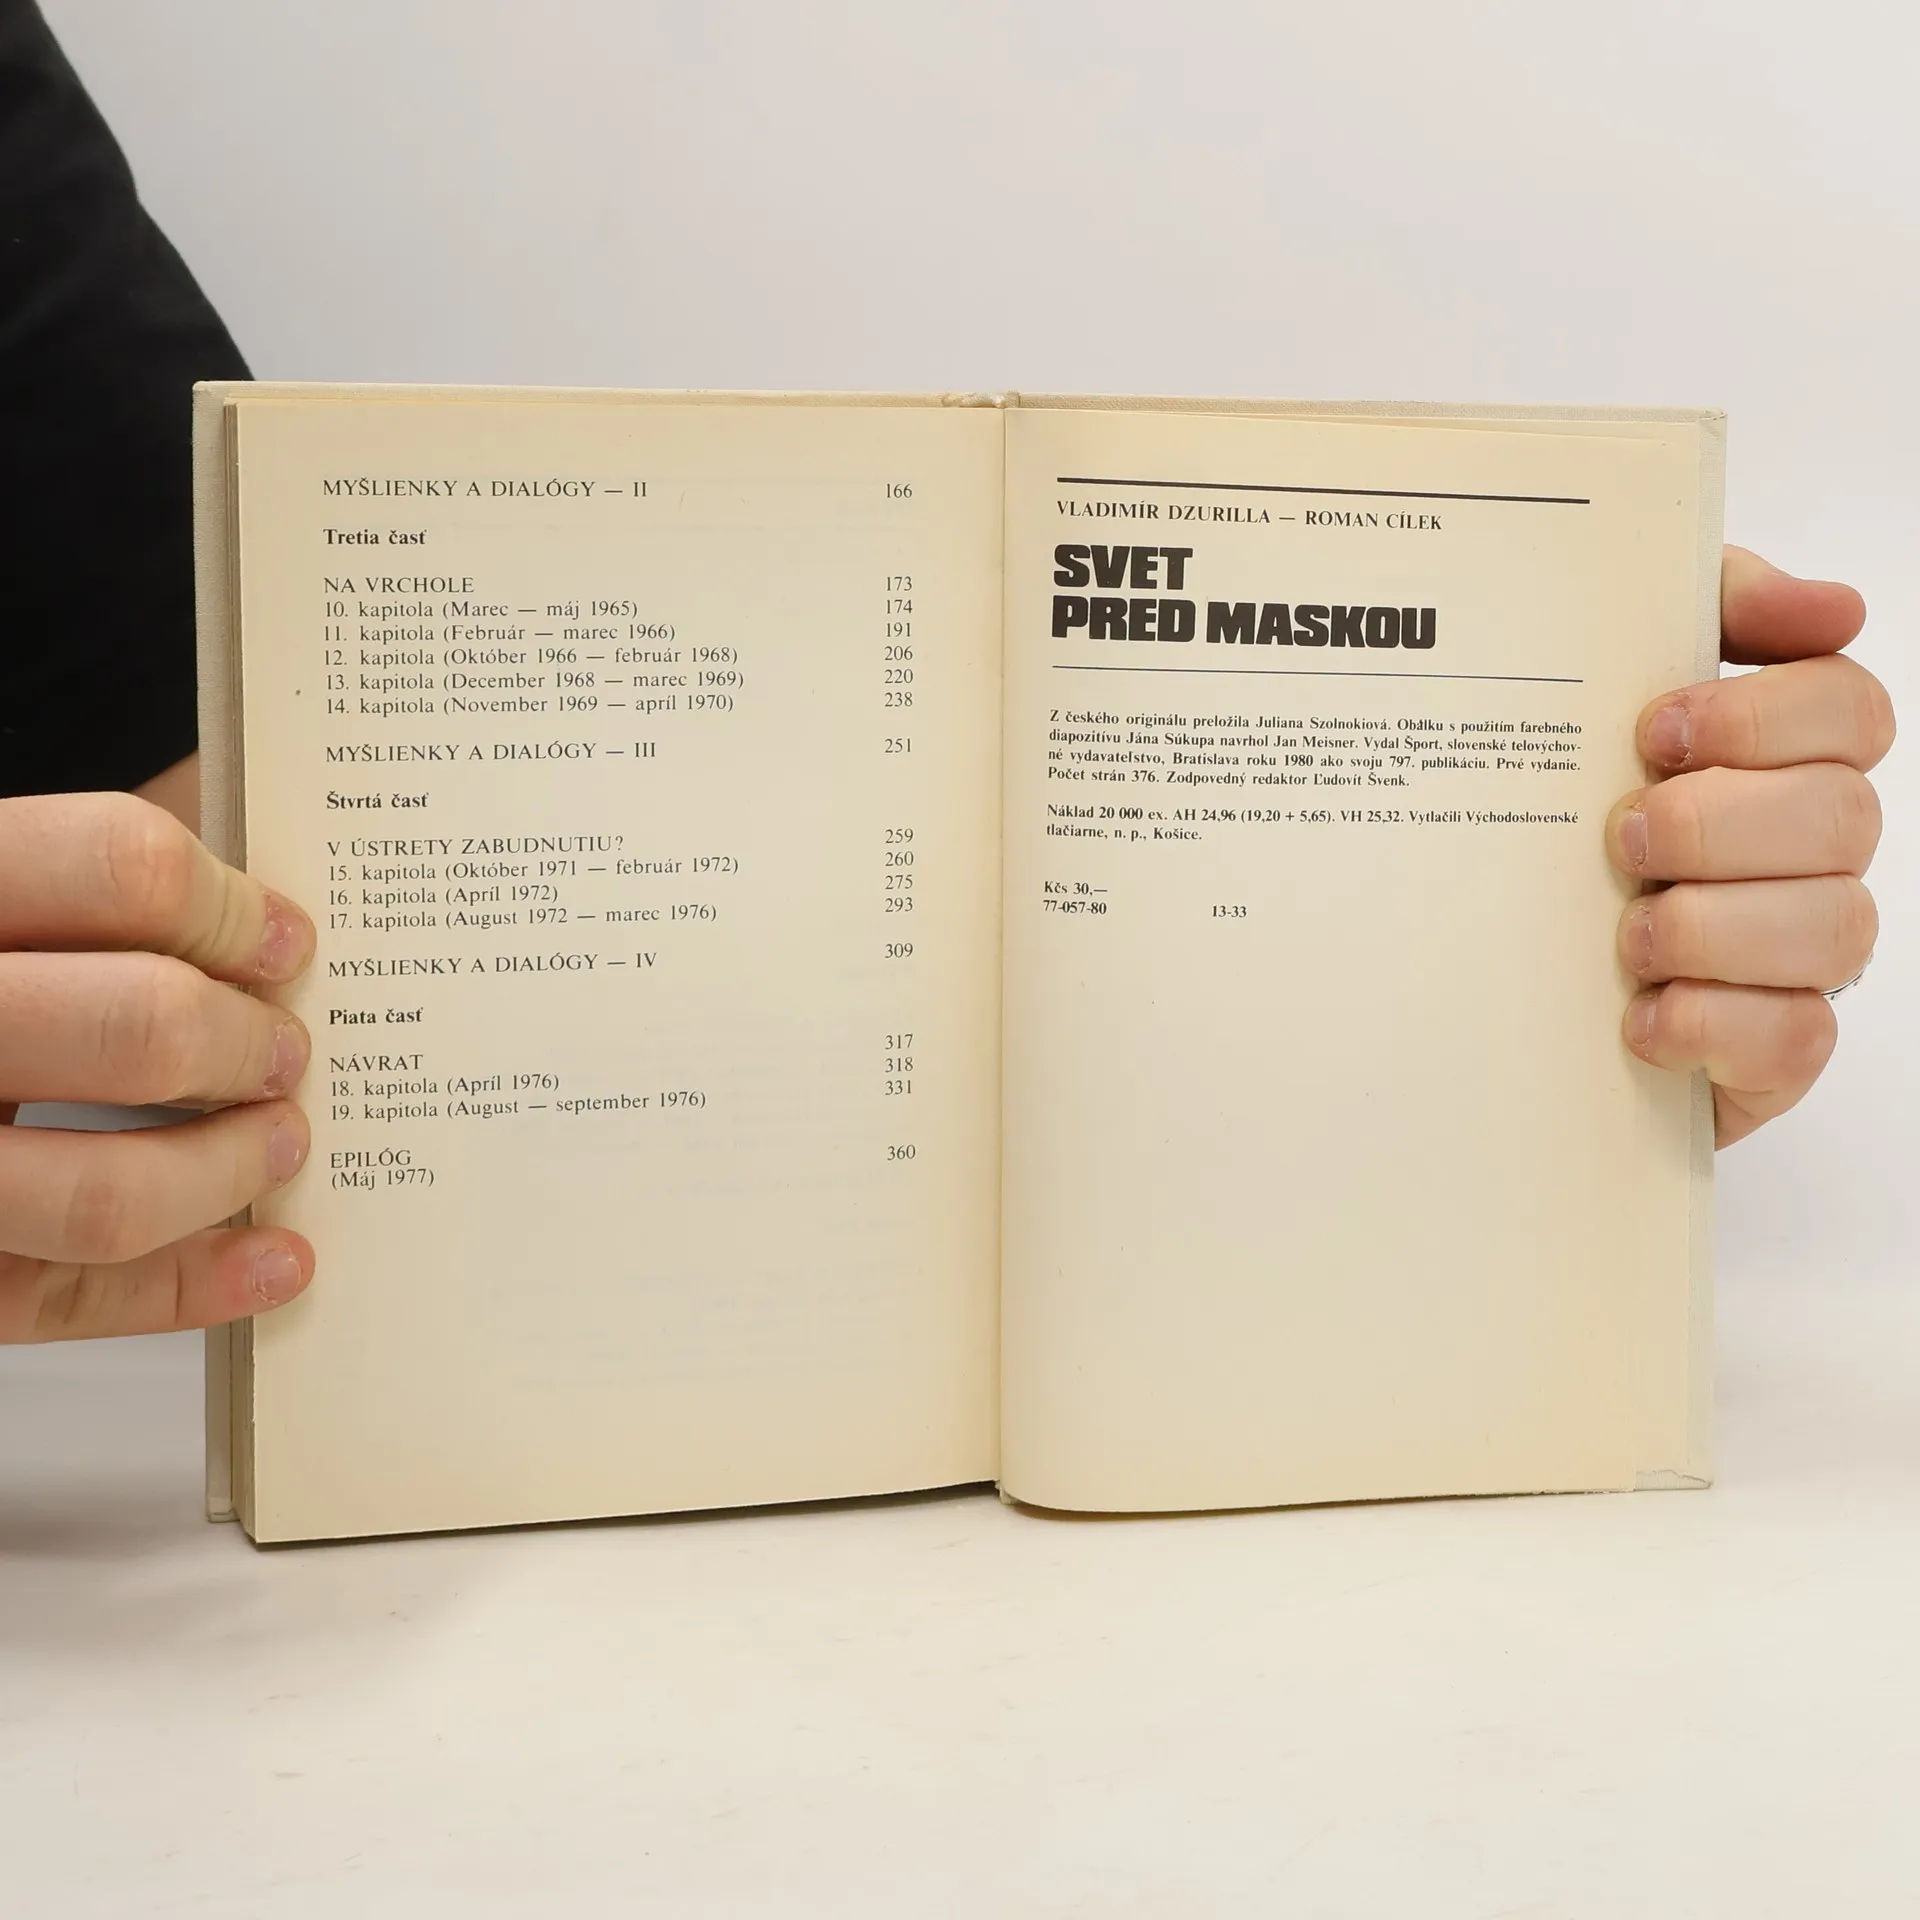 MYŠLIENKY A DIALÓGY — II 166
Tretia časť
NA VRCHOLE 173
10. kapitola (Marec — máj 1965) 174
11. kapitola (Február — marec 1966) 191
12. kapitola (Október 1966 — február 1968) 206
13. kapitola (December 1968 — marec 1969) 220
14. kapitola (November 1969 — apríl 1970) 238
MYŠLIENKY A DIALÓGY — III 251
Štvrtá časť
V ÚSTRETY ZABUDNUTIU? 259
15. kapitola (Október 1971 — február 1972) 260
16. kapitola (Apríl 1972) 275
17. kapitola (August 1972 — marec 1976) 293
MYŠLIENKY A DIALÓGY — IV 309
Piata časť
NÁVRAT 317
18. kapitola (Apríl 1976) 318
19. kapitola (August — september 1976) 331
EPILÓG 360
(Máj 1977)
VLADIMÍR DZURILLA — ROMAN CÍLEK
SVET
PRED MASKOU
Z českého originálu preložila Juliana Szolnokiová. Obálku s použitím farebného
diapozitívu Jána Súkupa navrhol Jan Meisner. Vydal Šport, slovenské telovýchov-
né vydavateľstvo, Bratislava roku 1980 ako svoju 797. publikáciu. Prvé vydanie.
Počet strán 376. Zodpovedný redaktor Ľudovít Švenk.
Náklad 20 000 ex. AH 24,96 (19,20 + 5,65). VH 25,32. Vytlačili Východoslovenské
tlačiarne, n. p., Košice.
Kčs 30,—
77-057-80 13-33